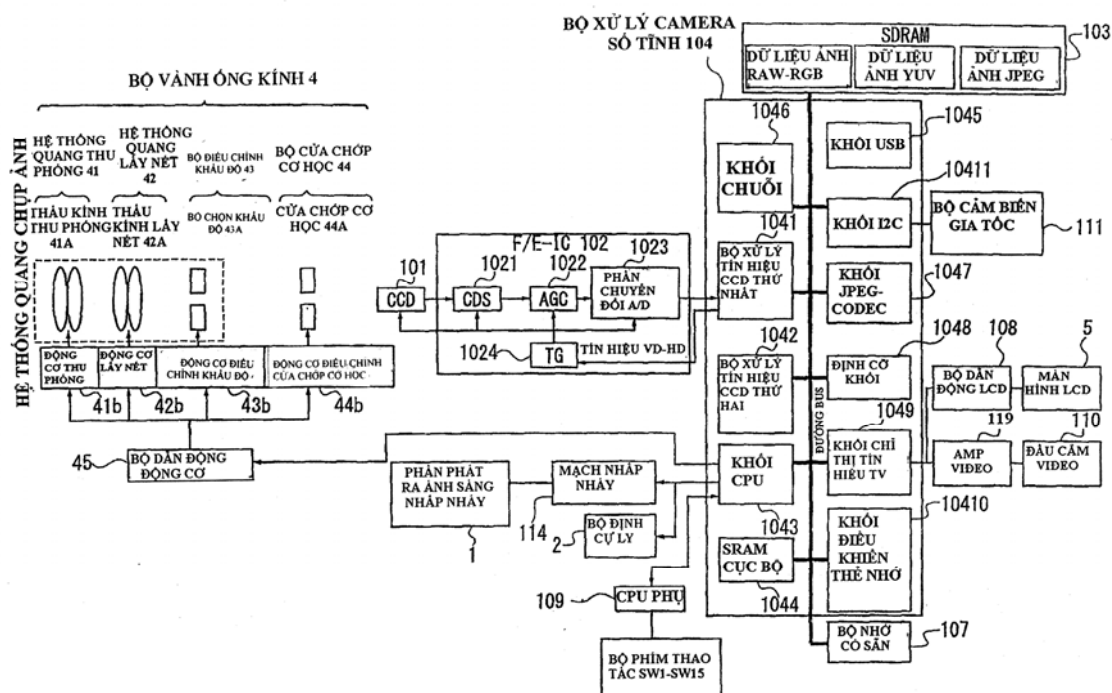 BỘ XỬ LÝ CAMERA
SỐ TĨNH 104
SDRAM
103
DỮ LIỆU ẢNH
RAW-RGB
DỮ LIỆU
ẢNH YUV
DỮ LIỆU
ẢNH JPEG
BỘ VÀNH ỐNG KÍNH 4
HỆ THỐNG QUANG CHỤP ẢNH
HỆ THỐNG
QUANG THU
PHÓNG 41
HỆ THỐNG
QUANG
LẤY NÉT
42
BỘ ĐIỀU CHỈNH
KHẨU ĐỘ 43
BỘ CỬA CHỚP
CƠ HỌC 44
THẤU KÍNH
THU PHÓNG
41A
THẤU
KÍNH LẤY
NÉT 42A
BỘ CHỌN KHẨU
ĐỘ 43A
CỬA CHỚP CƠ
HỌC 44A
ĐỘNG
CƠ THU
PHÓNG
ĐỘNG CƠ
LẤY NÉT
ĐỘNG CƠ ĐIỀU
CHỈNH KHẨU ĐỘ
ĐỘNG CƠ ĐIỀU CHỈNH
CỬA CHỚP CƠ HỌC
41b
42b
43b
44b
45
BỘ DẪN ĐỘNG
ĐỘNG CƠ
F/E-IC 102
101
CCD
1021
CDS
1022
AGC
1023
PHẦN
CHUYỂN
ĐỔI A/D
1024
TG
TÍN HIỆU VD-HD
1046
KHỐI
CHUỖI
1041
BỘ XỬ LÝ
TÍN HIỆU
CCD THỨ
NHẤT
1042
BỘ XỬ LÝ
TÍN HIỆU
CCD THỨ
HAI
KHỐI
CPU
1043
SRAM
CỤC BỘ
1044
ĐƯỜNG BUS
1045
KHỐI USB
10411
KHỐI I2C
BỘ CẢM BIẾN
GIA TỐC
111
1047
KHỐI
JPEG-
CODEC
1048
ĐỊNH CỠ
KHỐI
1049
KHỐI CHỈ
THỊ TÍN
HIỆU TV
108
BỘ DẪN
ĐỘNG LCD
5
MÀN
HÌNH LCD
119
AMP
VIDEO
110
ĐẦU CẮM
VIDEO
10410
KHỐI
ĐIỀU
KHIỂN
THẺ NHỚ
BỘ NHỚ
CÓ SẴN
107
PHẦN PHÁT
RA ÁNH SÁNG
NHẤP NHÁY
1
MẠCH NHẤP
NHÁY
114
BỘ ĐỊNH
CỰ LY
2
109
CPU PHỤ
BỘ PHÍM THAO
TÁC SW1-SW15